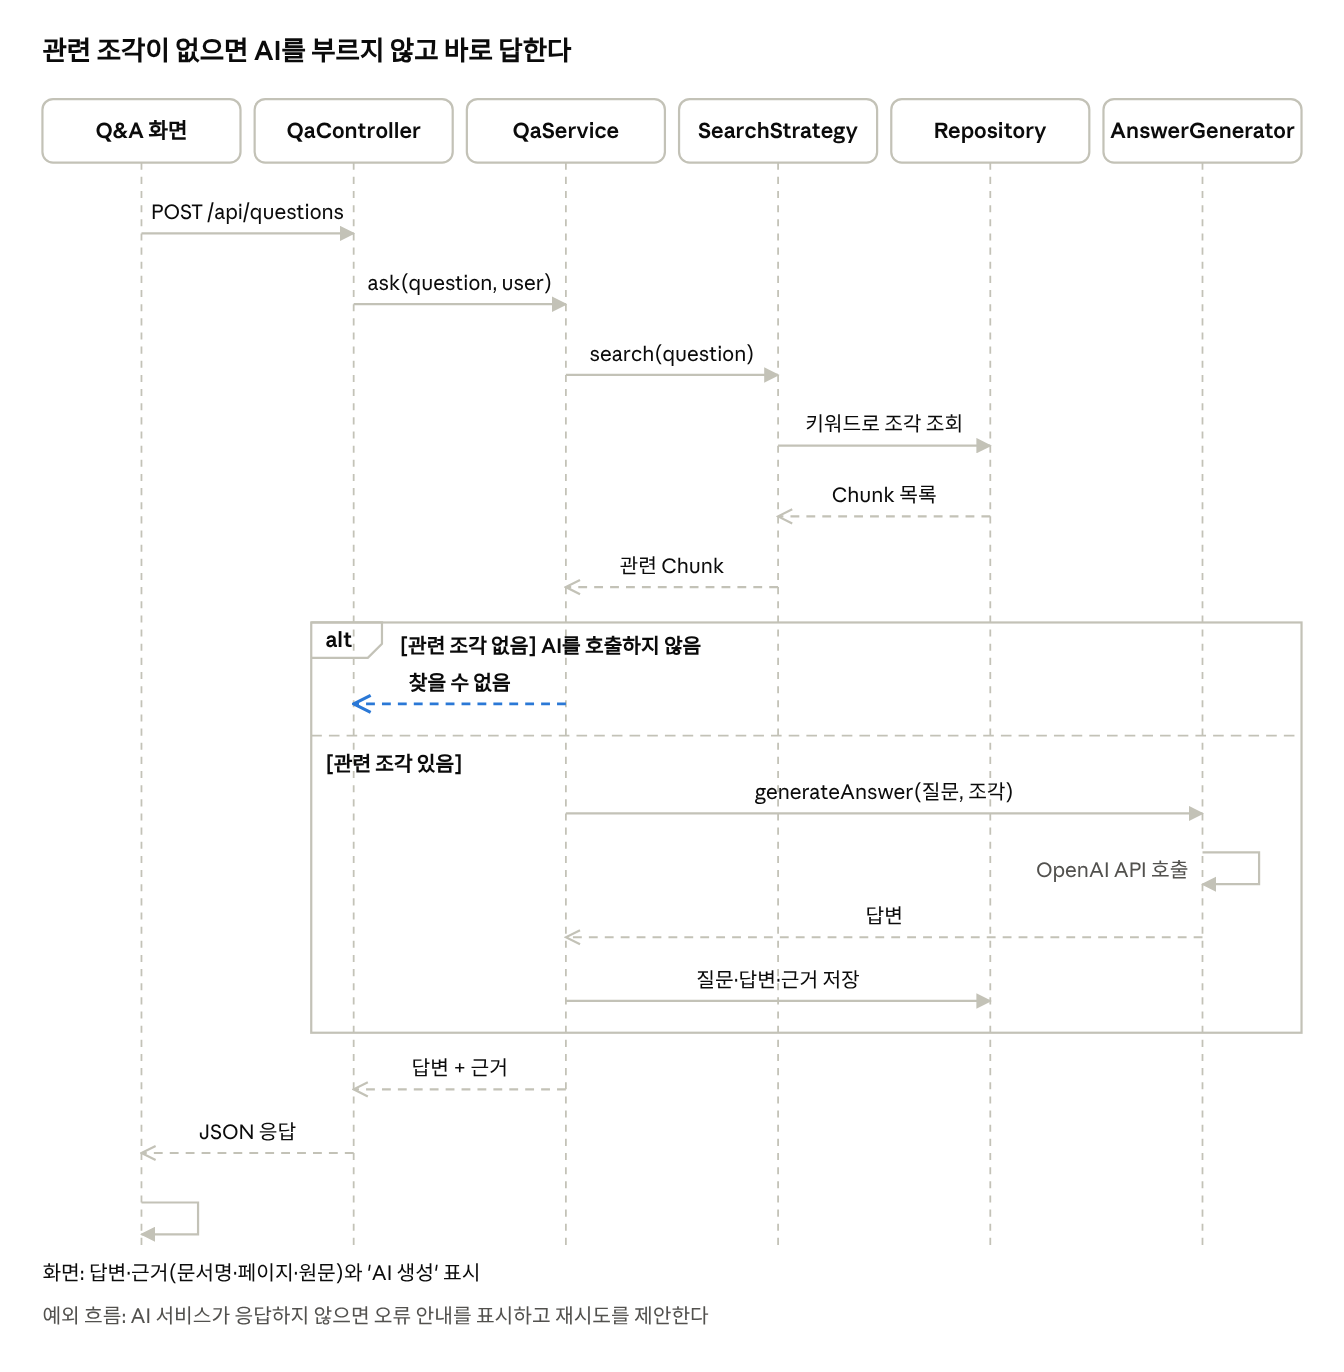 관련 조각이 없으면 AI를 부르지 않고 바로 답한다
Q&A 화면
QaController
QaService
SearchStrategy
Repository
AnswerGenerator
POST /api/questions
ask(question, user)
search(question)
키워드로 조각 조회
Chunk 목록
관련 Chunk
alt
[관련 조각 없음] AI를 호출하지 않음
찾을 수 없음
[관련 조각 있음]
generateAnswer(질문, 조각)
OpenAI API 호출
답변
질문·답변·근거 저장
답변 + 근거
JSON 응답
화면: 답변·근거(문서명·페이지·원문)와 ‘AI 생성’ 표시
예외 흐름: AI 서비스가 응답하지 않으면 오류 안내를 표시하고 재시도를 제안한다